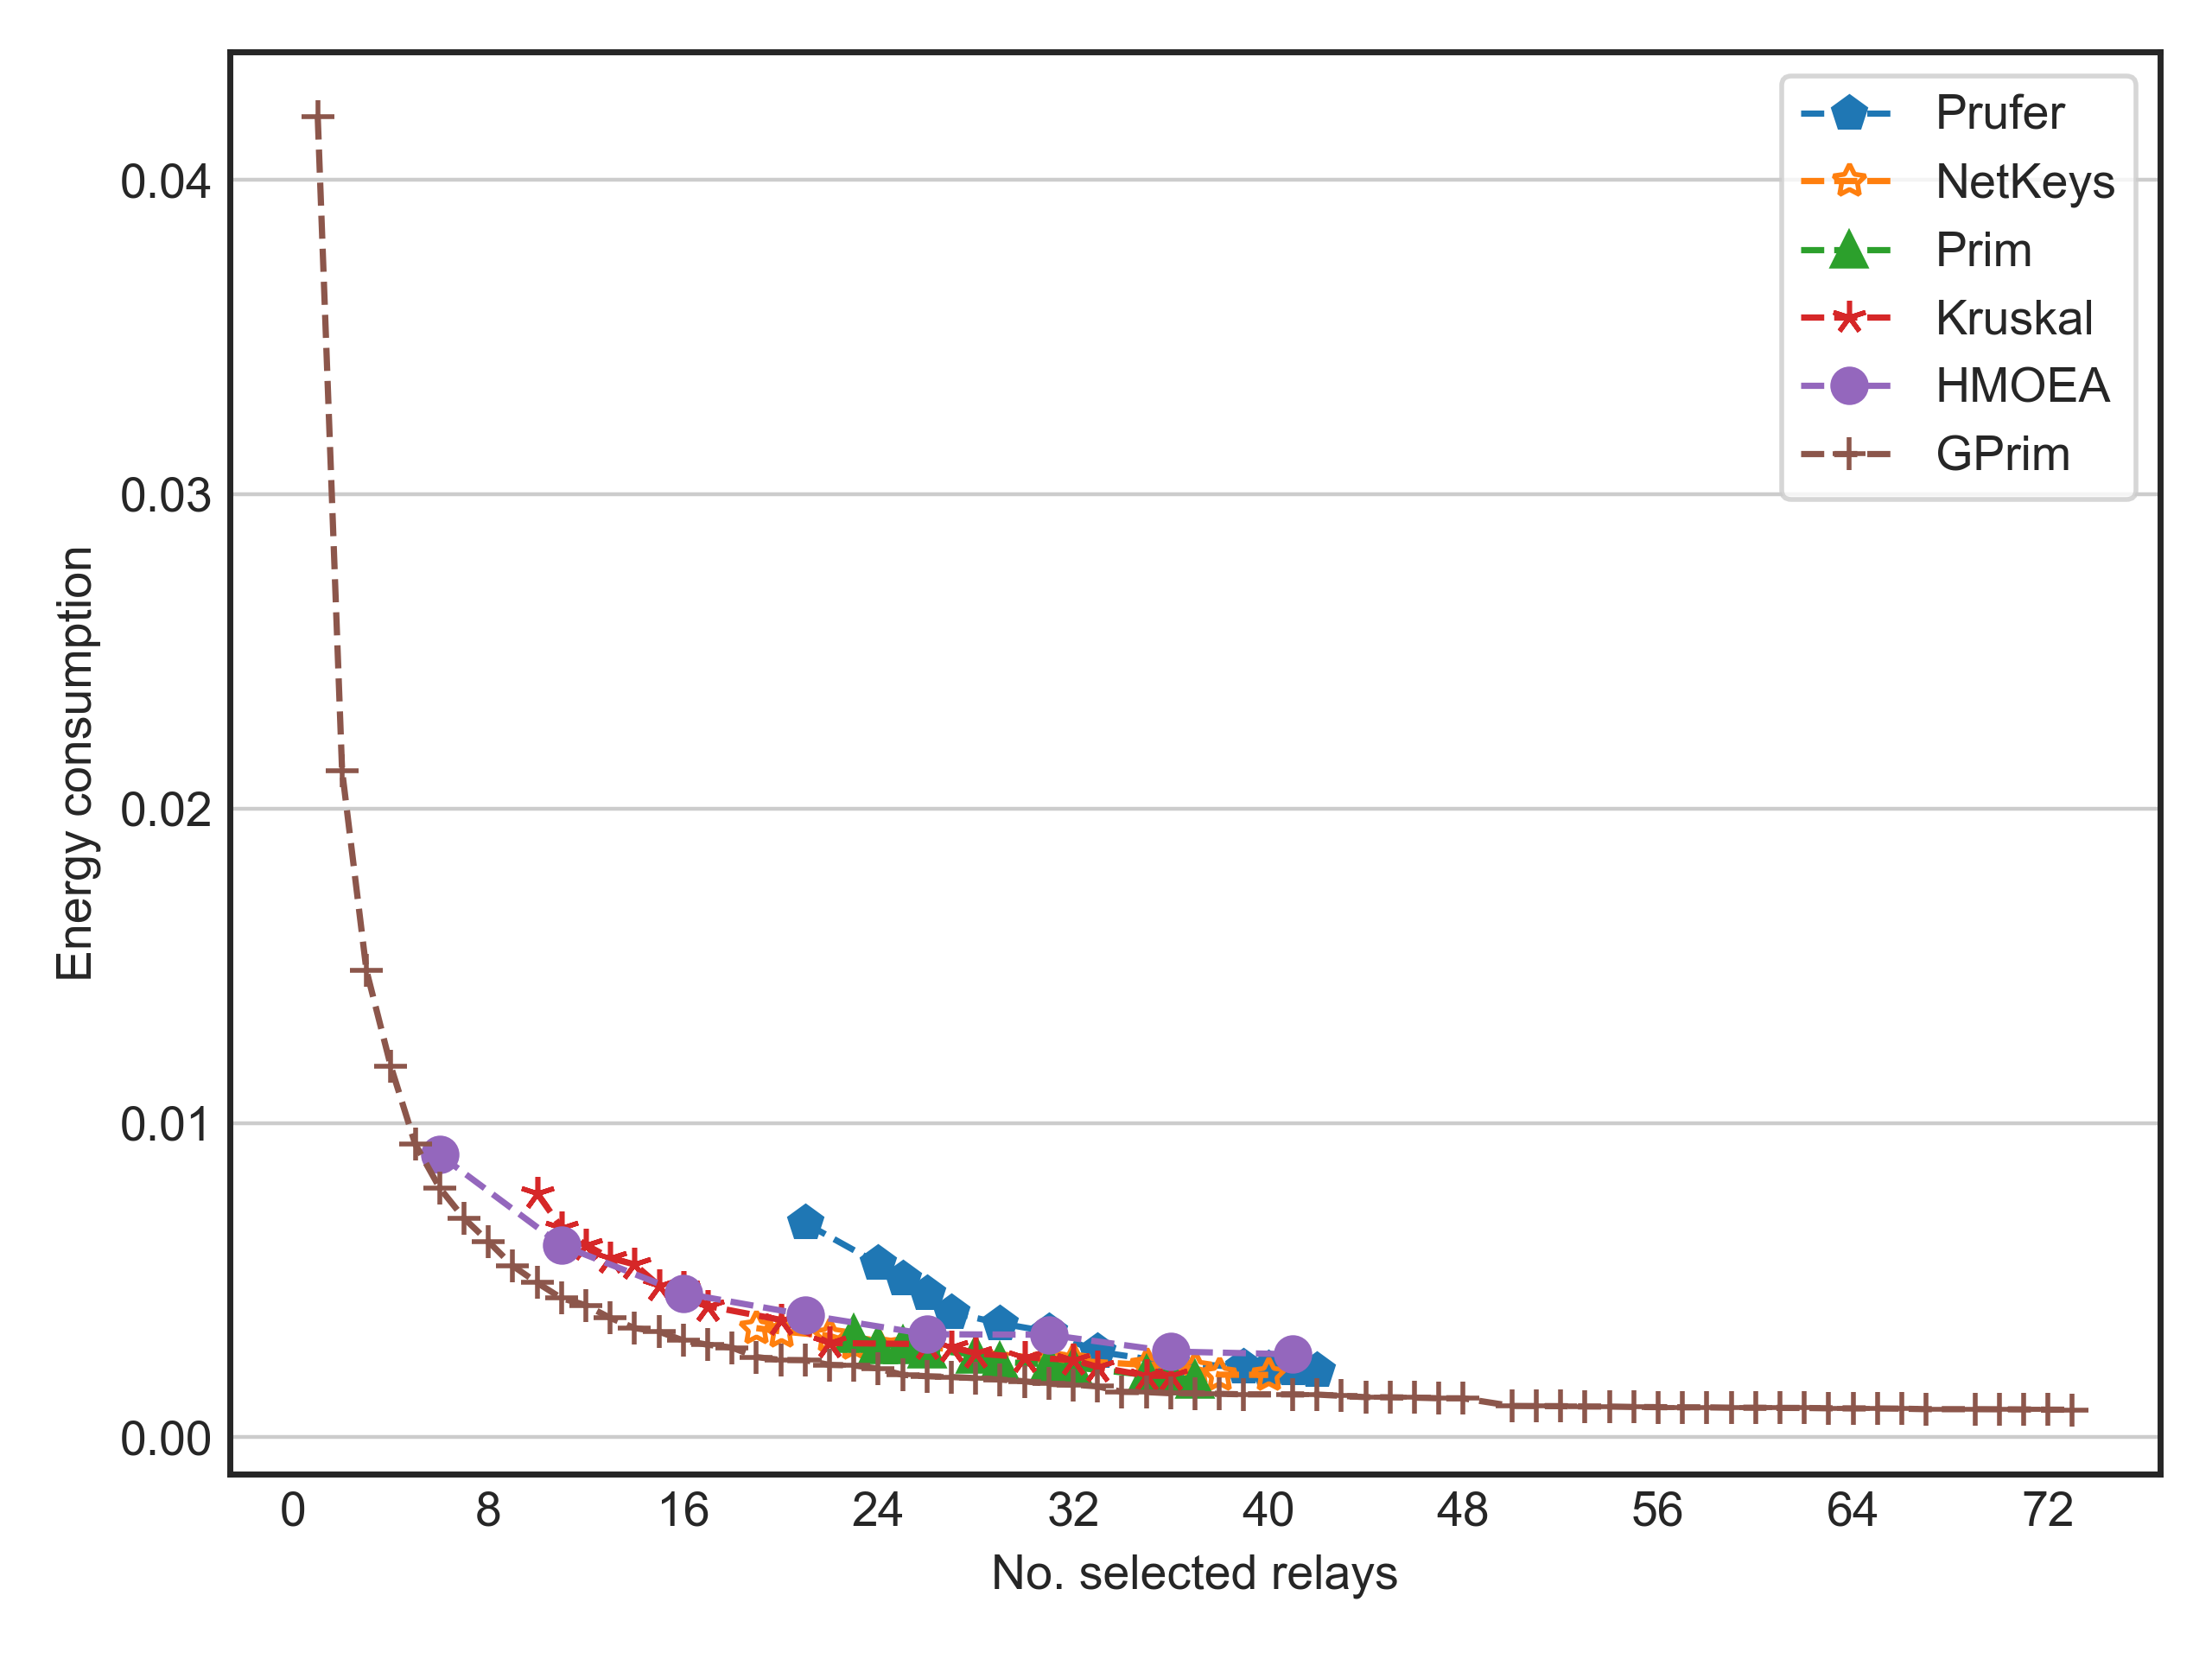 Prufer
NetKeys
Prim
Kruskal
HMOEA
GPrim
0.04
0.03
0.02
0.01
0.00
Energy consumption
0 8 16 24 32 40 48 56 64 72
No. selected relays